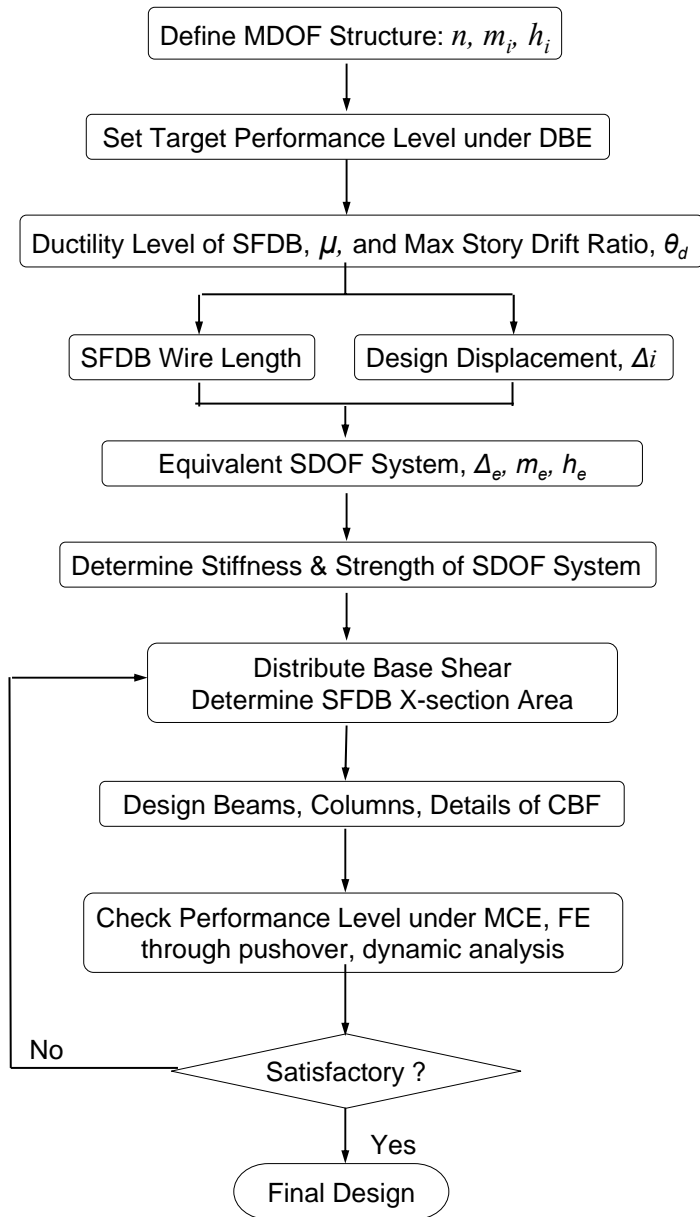 Define MDOF Structure: n, mᵢ, hᵢ
Set Target Performance Level under DBE
Ductility Level of SFDB, μ, and Max Story Drift Ratio, θ_d
SFDB Wire Length
Design Displacement, Δi
Equivalent SDOF System, Δₑ, mₑ, hₑ
Determine Stiffness & Strength of SDOF System
Distribute Base Shear
Determine SFDB X-section Area
Design Beams, Columns, Details of CBF
Check Performance Level under MCE, FE
through pushover, dynamic analysis
No
Satisfactory ?
Yes
Final Design